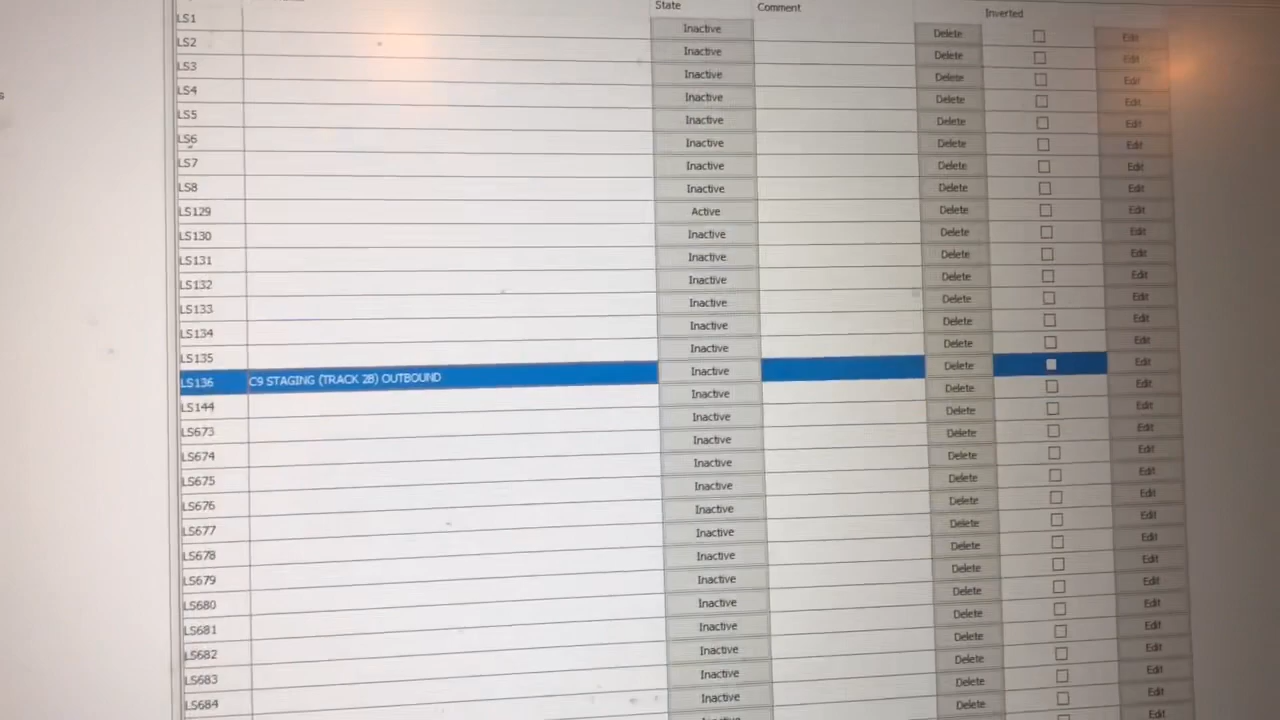 State Comment Inverted
LS1 Inactive Delete Edit
LS2 Inactive Delete Edit
LS3 Inactive Delete Edit
LS4 Inactive Delete Edit
LS5 Inactive Delete Edit
LS6 Inactive Delete Edit
LS7 Inactive Delete Edit
LS8 Inactive Delete Edit
LS129 Active Delete Edit
LS130 Inactive Delete Edit
LS131 Inactive Delete Edit
LS132 Inactive Delete Edit
LS133 Inactive Delete Edit
LS134 Inactive Delete Edit
LS135 Inactive Delete Edit
LS136 C9 STAGING (TRACK 2B) OUTBOUND Inactive Delete Edit
LS144 Inactive Delete Edit
LS673 Inactive Delete Edit
LS674 Inactive Delete Edit
LS675 Inactive Delete Edit
LS676 Inactive Delete Edit
LS677 Inactive Delete Edit
LS678 Inactive Delete Edit
LS679 Inactive Delete Edit
LS680 Inactive Delete Edit
LS681 Inactive Delete Edit
LS682 Inactive Delete Edit
LS683 Inactive Delete Edit
LS684 Inactive Delete Edit